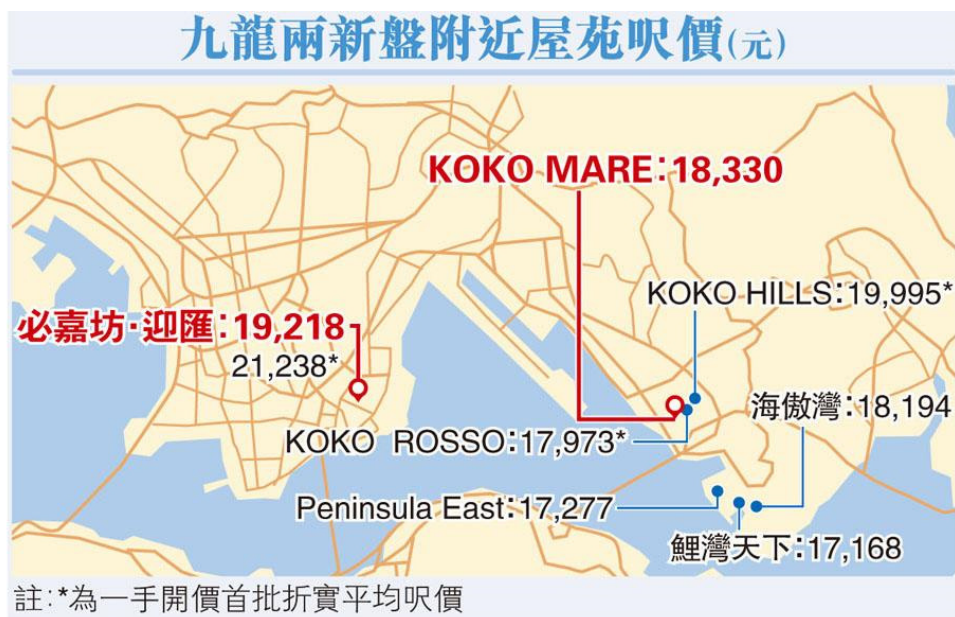 九龍兩新盤附近屋苑呎價(元)
KOKO MARE:18,330
KOKO HILLS:19,995*
必嘉坊·迎匯:19,218
21,238*
海傲灣:18,194
KOKO ROSSO:17,973*
Peninsula East:17,277
鯉灣天下:17,168
註:*為一手開價首批折實平均呎價